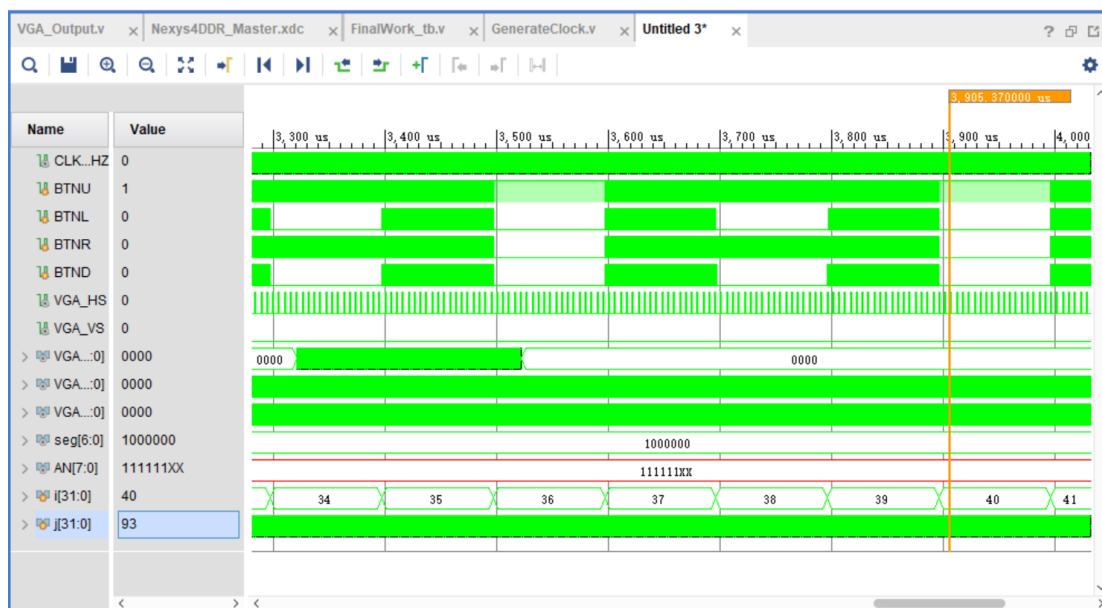 VGA_Output.v × Nexys4DDR_Master.xdc × FinalWork_tb.v × GenerateClock.v × Untitled 3* ×
3,905.370000 us
Name Value
3,300 us 3,400 us 3,500 us 3,600 us 3,700 us 3,800 us 3,900 us 4,000
CLK...HZ 0
BTNU 1
BTNL 0
BTNR 0
BTND 0
VGA_HS 0
VGA_VS 0
VGA...:0] 0000 0000 0000
VGA...:0] 0000
VGA...:0] 0000
seg[6:0] 1000000 1000000
AN[7:0] 111111XX 111111XX
i[31:0] 40 34 35 36 37 38 39 40 41
j[31:0] 93